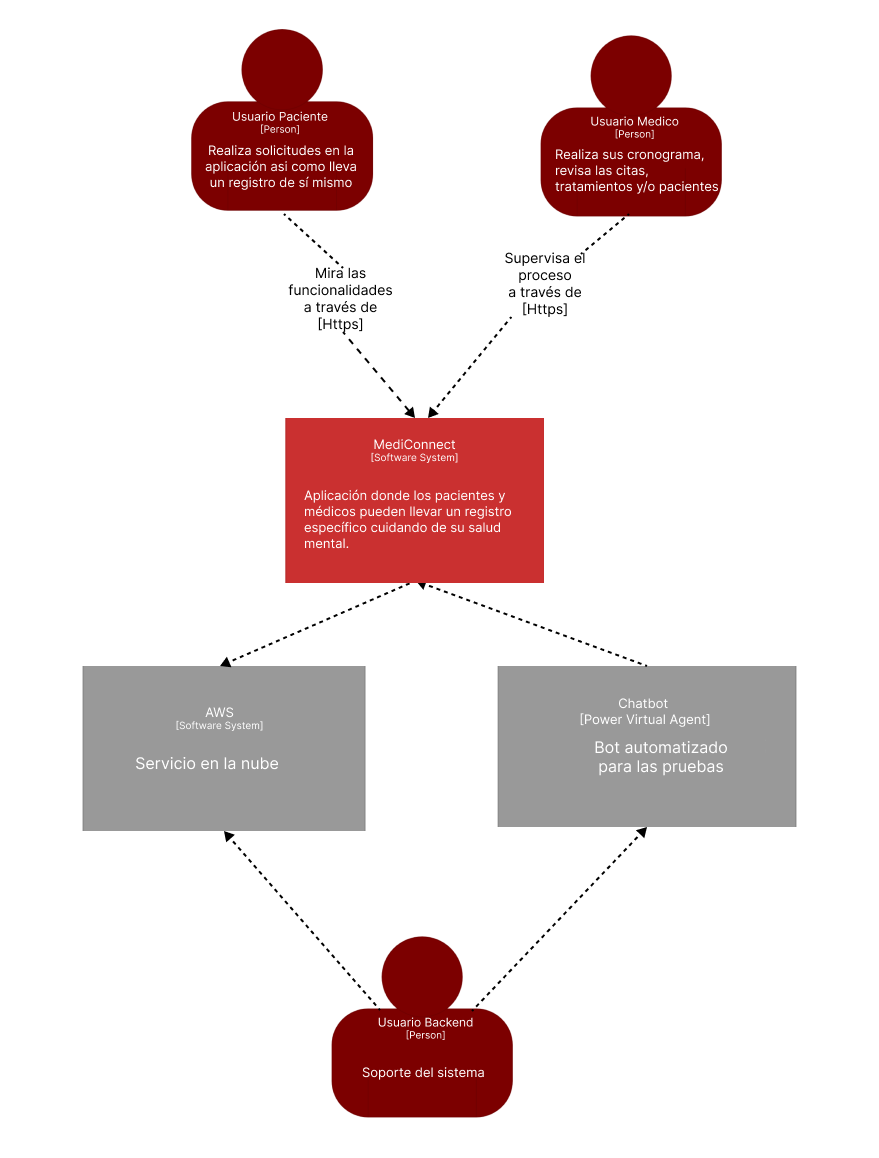 Usuario Paciente
[Person]
Realiza solicitudes en la
aplicación asi como lleva
un registro de sí mismo
Usuario Medico
[Person]
Realiza sus cronograma,
revisa las citas,
tratamientos y/o pacientes
Mira las
funcionalidades
a través de
[Https]
Supervisa el
proceso
a través de
[Https]
MediConnect
[Software System]
Aplicación donde los pacientes y
médicos pueden llevar un registro
específico cuidando de su salud
mental.
AWS
[Software System]
Servicio en la nube
Chatbot
[Power Virtual Agent]
Bot automatizado
para las pruebas
Usuario Backend
[Person]
Soporte del sistema